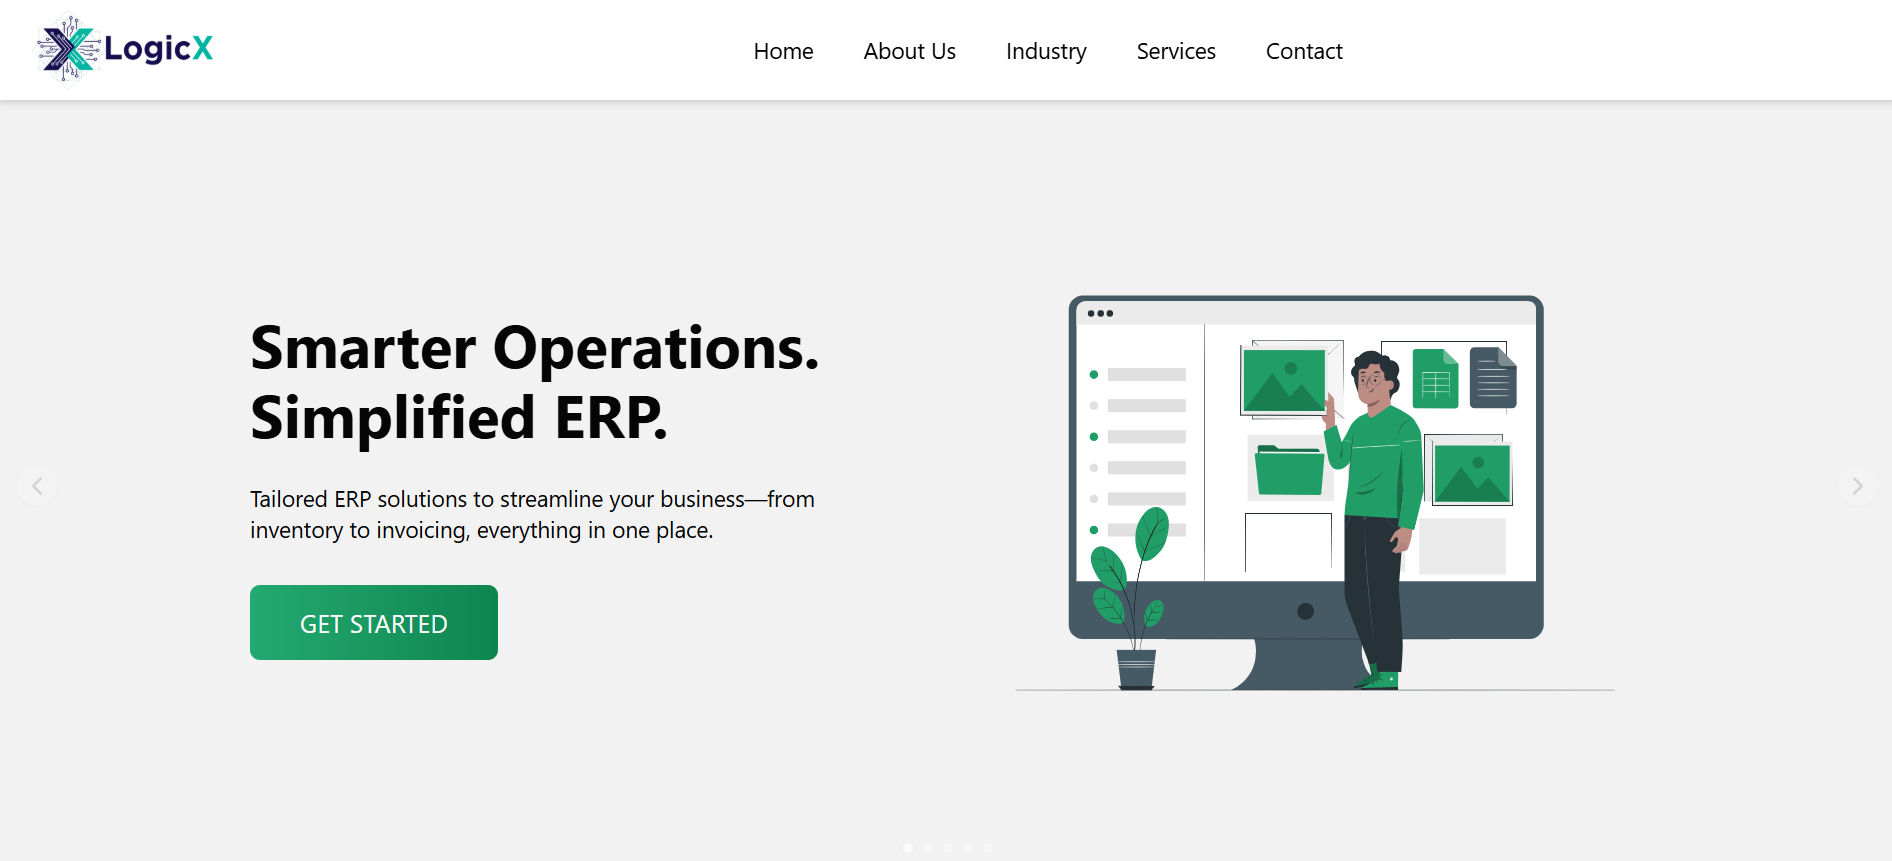 LogicX
Home
About Us
Industry
Services
Contact
Smarter Operations.
Simplified ERP.
Tailored ERP solutions to streamline your business—from
inventory to invoicing, everything in one place.
GET STARTED